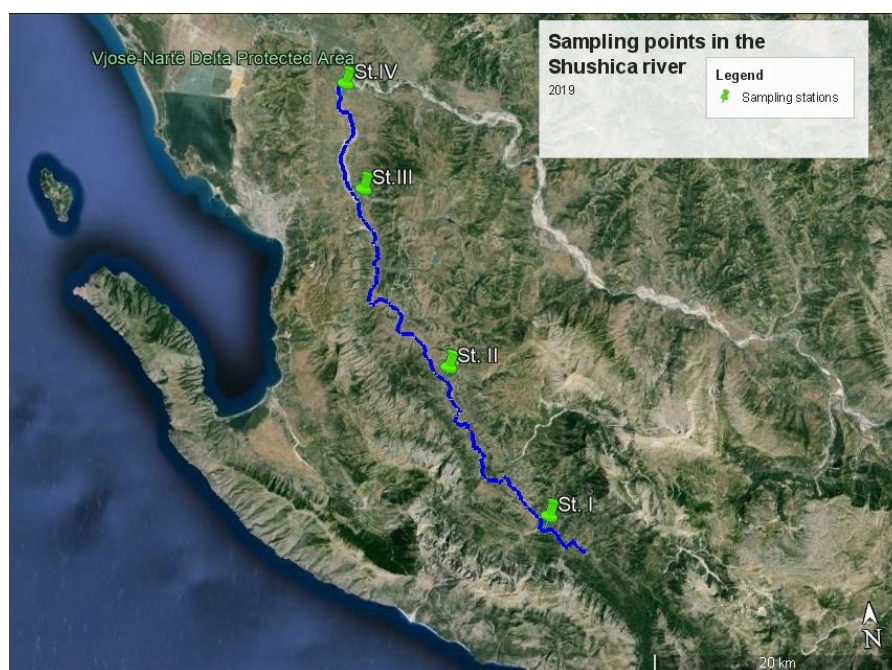 Sampling points in the
Shushica river
2019
Legend
Sampling stations
Vjosë-Nartë Delta Protected Area
St.IV
St.III
St. II
St. I
N
20 km